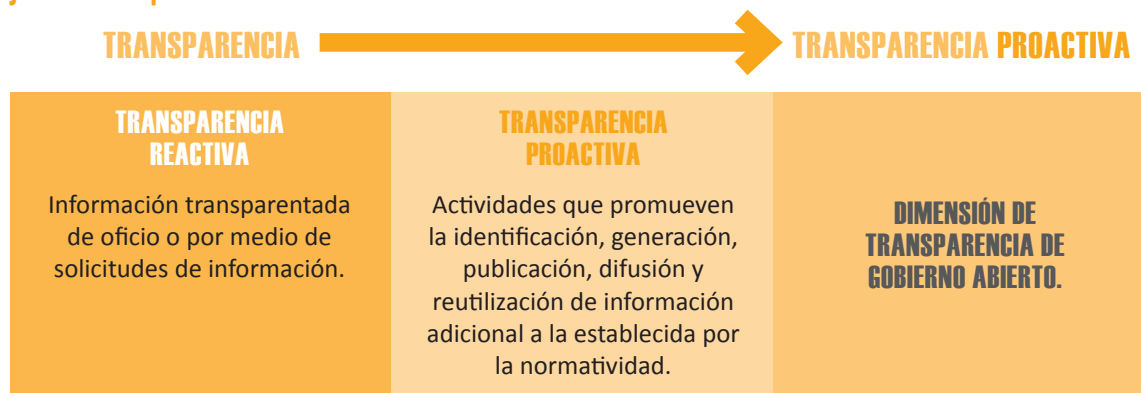 TRANSPARENCIA
TRANSPARENCIA PROACTIVA
TRANSPARENCIA
REACTIVA
Información transparentada
de oficio o por medio de
solicitudes de información.
TRANSPARENCIA
PROACTIVA
Actividades que promueven
la identificación, generación,
publicación, difusión y
reutilización de información
adicional a la establecida por
la normatividad.
DIMENSIÓN DE
TRANSPARENCIA DE
GOBIERNO ABIERTO.